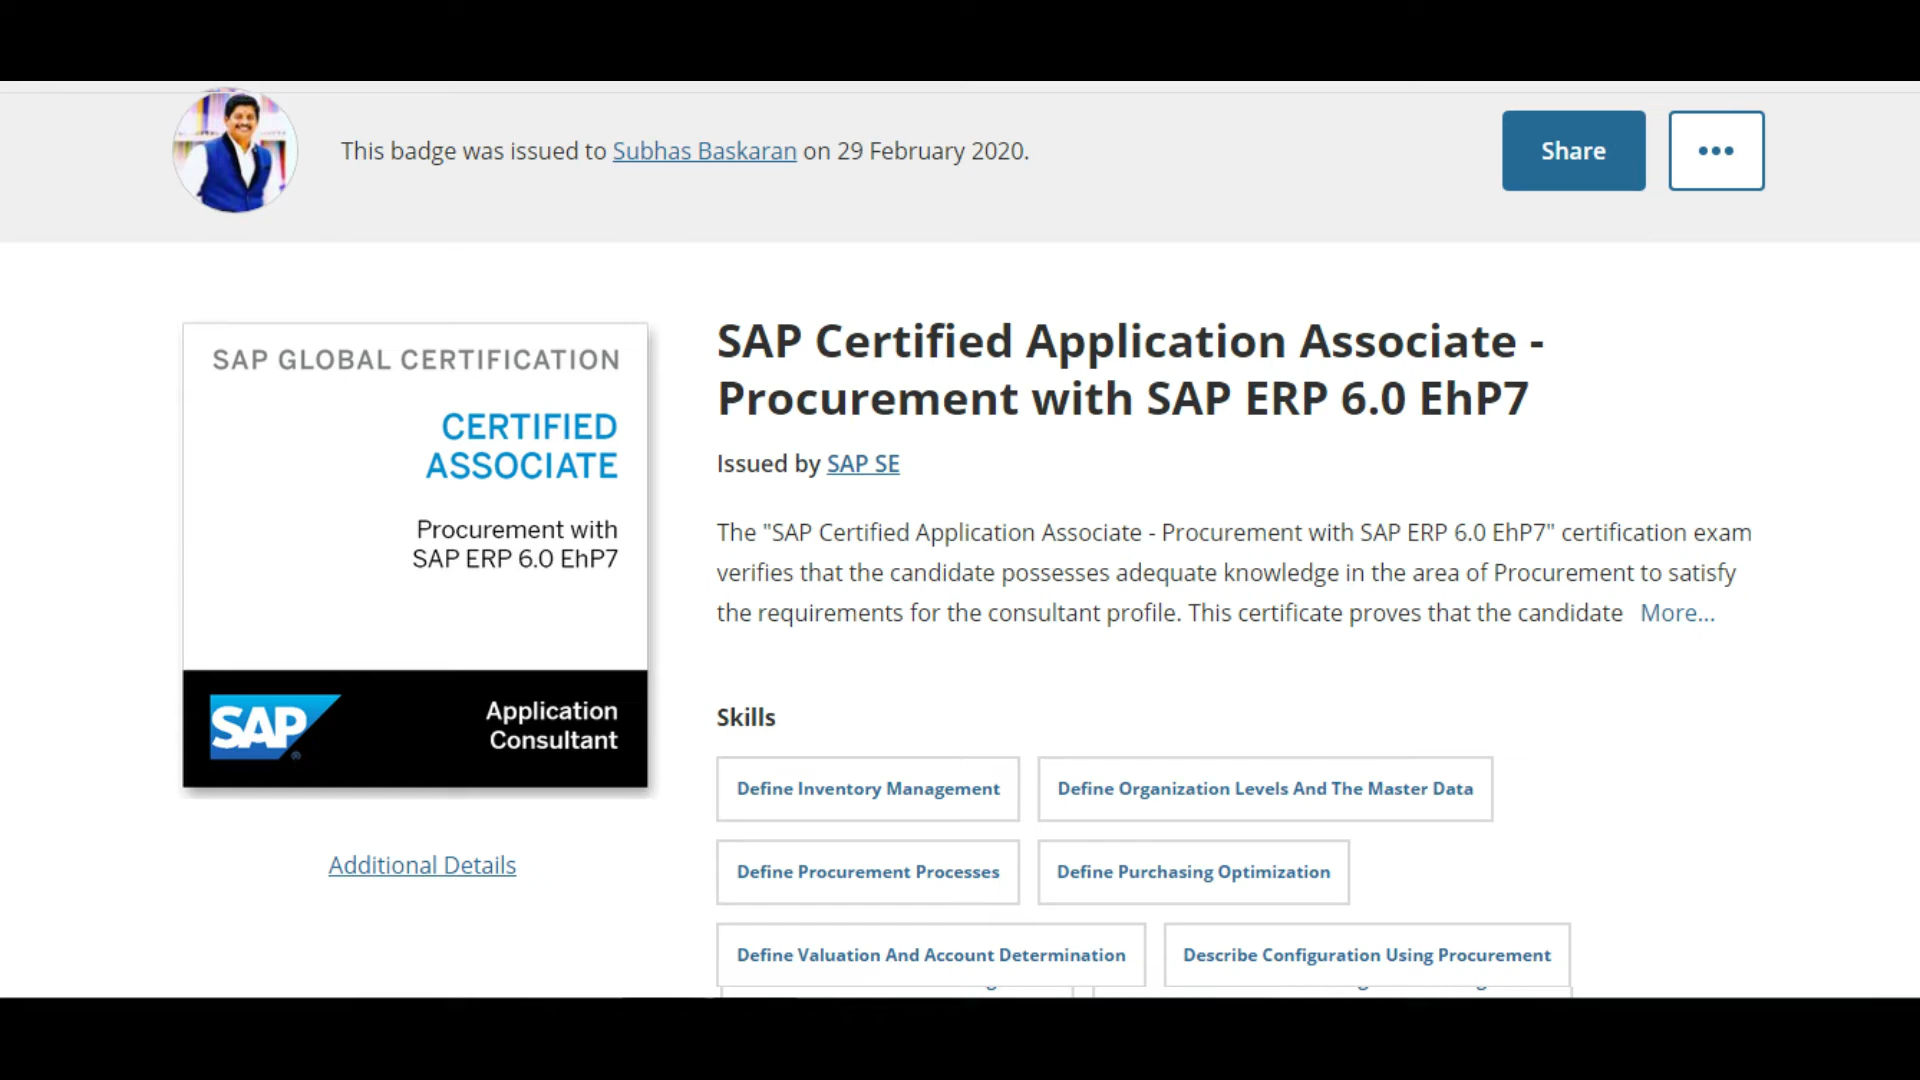 This badge was issued to Subhas Baskaran on 29 February 2020.
Share
SAP GLOBAL CERTIFICATION
CERTIFIED
ASSOCIATE
Procurement with
SAP ERP 6.0 EhP7
SAP
Application
Consultant
Additional Details
SAP Certified Application Associate -
Procurement with SAP ERP 6.0 EhP7
Issued by SAP SE
The "SAP Certified Application Associate - Procurement with SAP ERP 6.0 EhP7" certification exam
verifies that the candidate possesses adequate knowledge in the area of Procurement to satisfy
the requirements for the consultant profile. This certificate proves that the candidate More...
Skills
Define Inventory Management
Define Organization Levels And The Master Data
Define Procurement Processes
Define Purchasing Optimization
Define Valuation And Account Determination
Describe Configuration Using Procurement